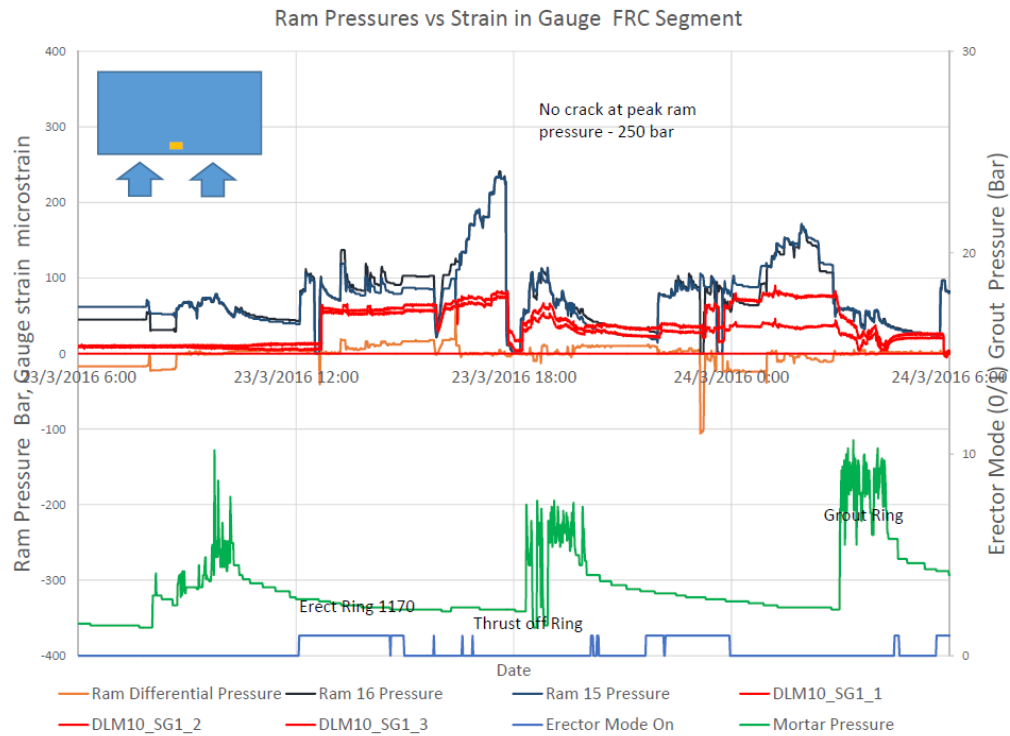 Ram Pressures vs Strain in Gauge FRC Segment
400
300
200
100
0
-100
-200
-300
-400
30
20
10
0
Ram Pressure Bar, Gauge strain microstrain
Erector Mode (0/1) Grout Pressure (Bar)
No crack at peak ram
pressure - 250 bar
23/3/2016 6:00
23/3/2016 12:00
23/3/2016 18:00
24/3/2016 0:00
24/3/2016 6:00
Grout Ring
Erect Ring 1170
Thrust off Ring
Date
Ram Differential Pressure
Ram 16 Pressure
Ram 15 Pressure
DLM10_SG1_1
DLM10_SG1_2
DLM10_SG1_3
Erector Mode On
Mortar Pressure